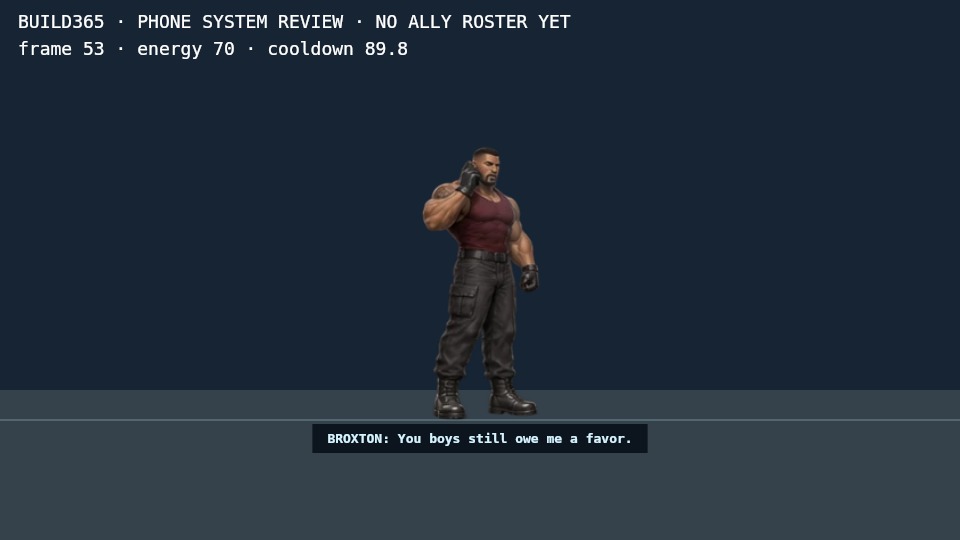 BUILD365 · PHONE SYSTEM REVIEW · NO ALLY ROSTER YET
frame 53 · energy 70 · cooldown 89.8
BROXTON: You boys still owe me a favor.